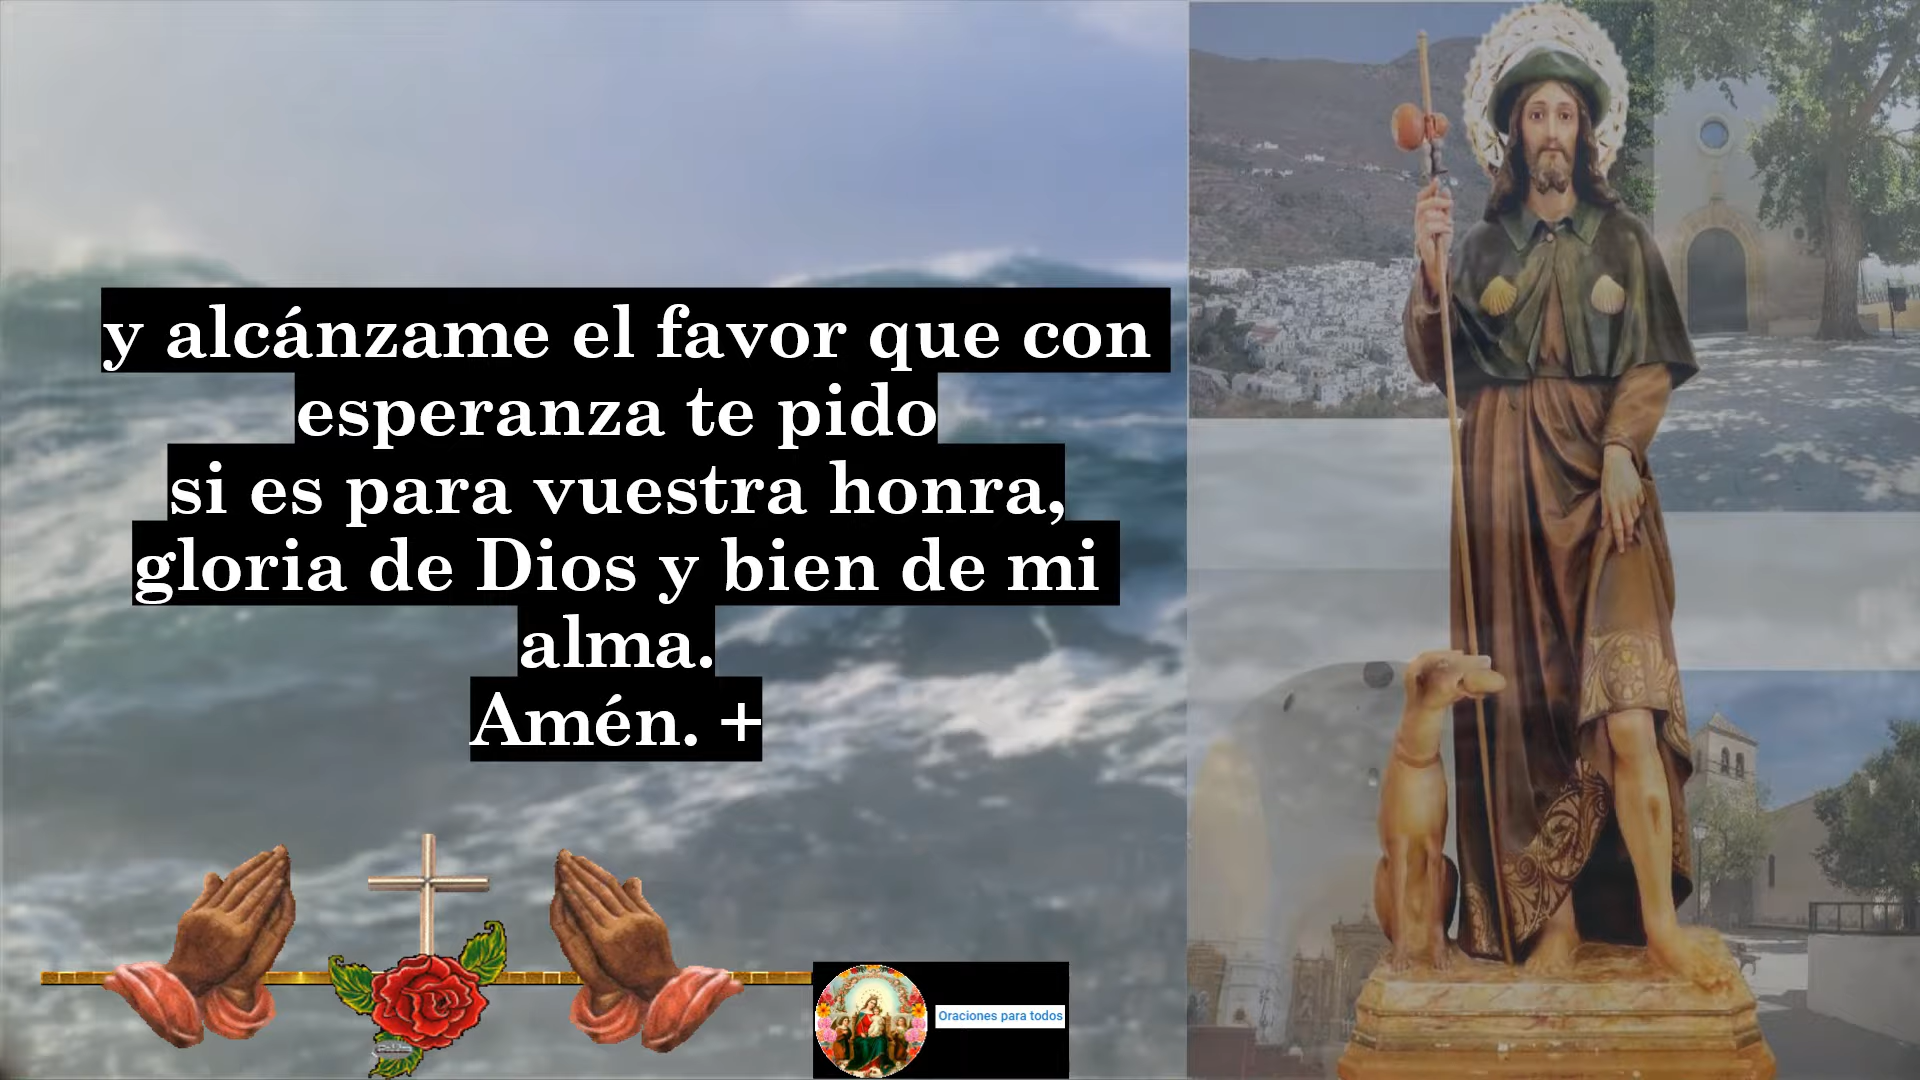 y alcánzame el favor que con
esperanza te pido
si es para vuestra honra,
gloria de Dios y bien de mi
alma.
Amén. +
Oraciones para todos